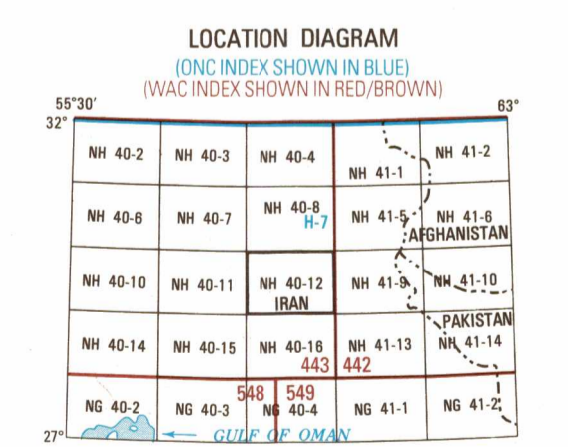 LOCATION DIAGRAM
(ONC INDEX SHOWN IN BLUE)
(WAC INDEX SHOWN IN RED/BROWN)
55°30' 63°
32°
NH 40-2 NH 40-3 NH 40-4 NH 41-1 NH 41-2
NH 40-6 NH 40-7 NH 40-8 NH 41-5 NH 41-6
H-7 AFGHANISTAN
NH 40-10 NH 40-11 NH 40-12 NH 41-9 NH 41-10
IRAN
PAKISTAN
NH 40-14 NH 40-15 NH 40-16 NH 41-13 NH 41-14
443 442
548 549
NG 40-2 NG 40-3 NG 40-4 NG 41-1 NG 41-2
27° GULF OF OMAN